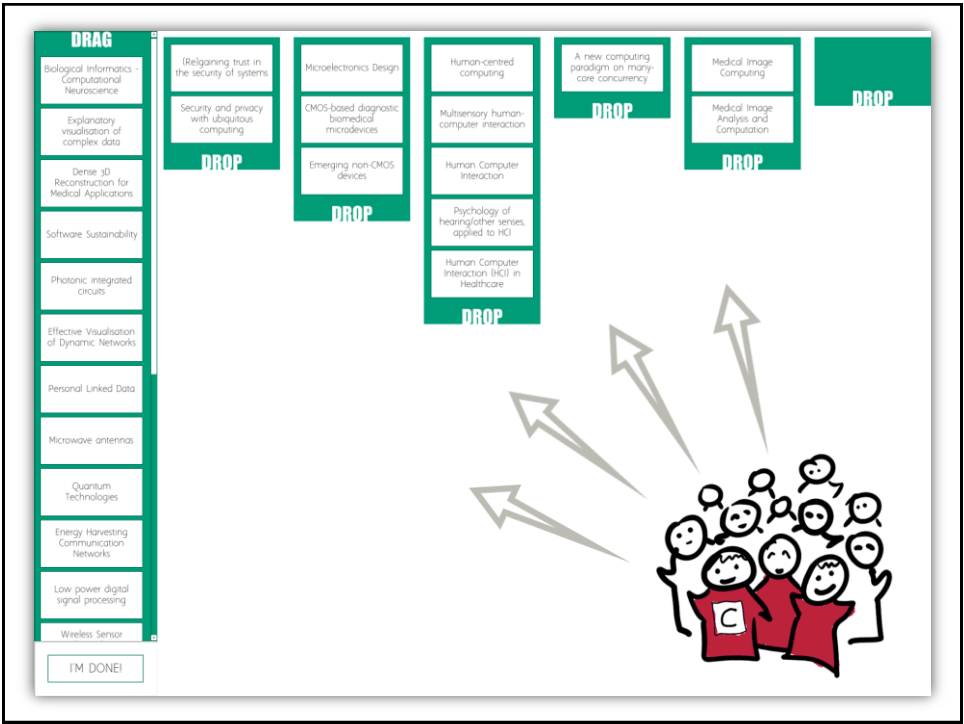 DRAG
Biological Informatics -
Computational
Neuroscience
Explanatory
visualisation of
complex data
Dense 3D
Reconstruction for
Medical Applications
Software Sustainability
Photonic integrated
circuits
Effective Visualisation
of Dynamic Networks
Personal Linked Data
Microwave antennas
Quantum
Technologies
Energy Harvesting
Communication
Networks
Low power digital
signal processing
Wireless Sensor
I'M DONE!
(Re)gaining trust in
the security of systems
Security and privacy
with ubiquitous
computing
DROP
Microelectronics Design
CMOS-based diagnostic
biomedical
microdevices
Emerging non-CMOS
devices
DROP
Human-centred
computing
Multisensory human-
computer interaction
Human Computer
Interaction
Psychology of
hearing/other senses,
applied to HCI
Human Computer
Interaction (HCI) in
Healthcare
DROP
A new computing
paradigm on many-
core concurrency
DROP
Medical Image
Computing
Medical Image
Analysis and
Computation
DROP
DROP
C